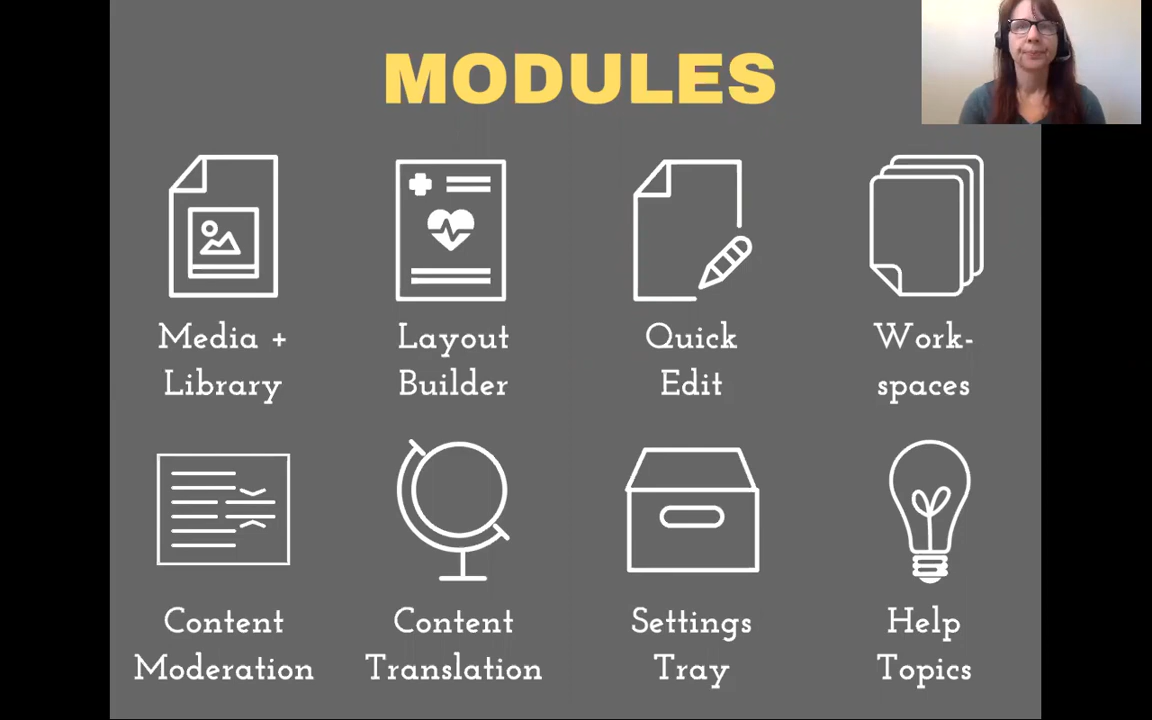 MODULES
Media +
Library
Layout
Builder
Quick
Edit
Work-
spaces
Content
Moderation
Content
Translation
Settings
Tray
Help
Topics